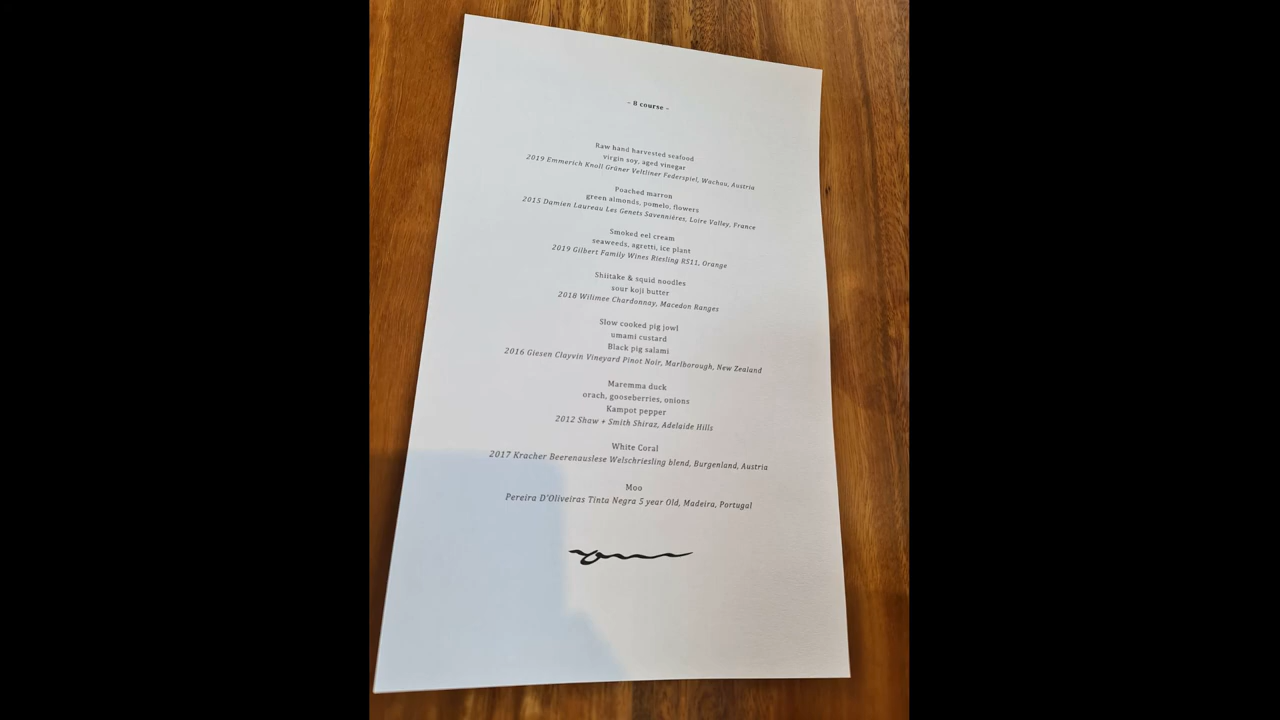 ~ 8 course ~
Raw hand harvested seafood
virgin soy, aged vinegar
2019 Emmerich Knoll Grüner Veltliner Federspiel, Wachau, Austria
Poached marron
green almonds, pomelo, flowers
2015 Damien Laureau Les Genets Savennières, Loire Valley, France
Smoked eel cream
seaweeds, agretti, ice plant
2019 Gilbert Family Wines Riesling RS11, Orange
Shiitake & squid noodles
sour koji butter
2018 Wilimee Chardonnay, Macedon Ranges
Slow cooked pig jowl
umami custard
Black pig salami
2016 Giesen Clayvin Vineyard Pinot Noir, Marlborough, New Zealand
Maremma duck
orach, gooseberries, onions
Kampot pepper
2012 Shaw + Smith Shiraz, Adelaide Hills
White Coral
2017 Kracher Beerenauslese Welschriesling blend, Burgenland, Austria
Moo
Pereira D'Oliveiras Tinta Negra 5 year Old, Madeira, Portugal